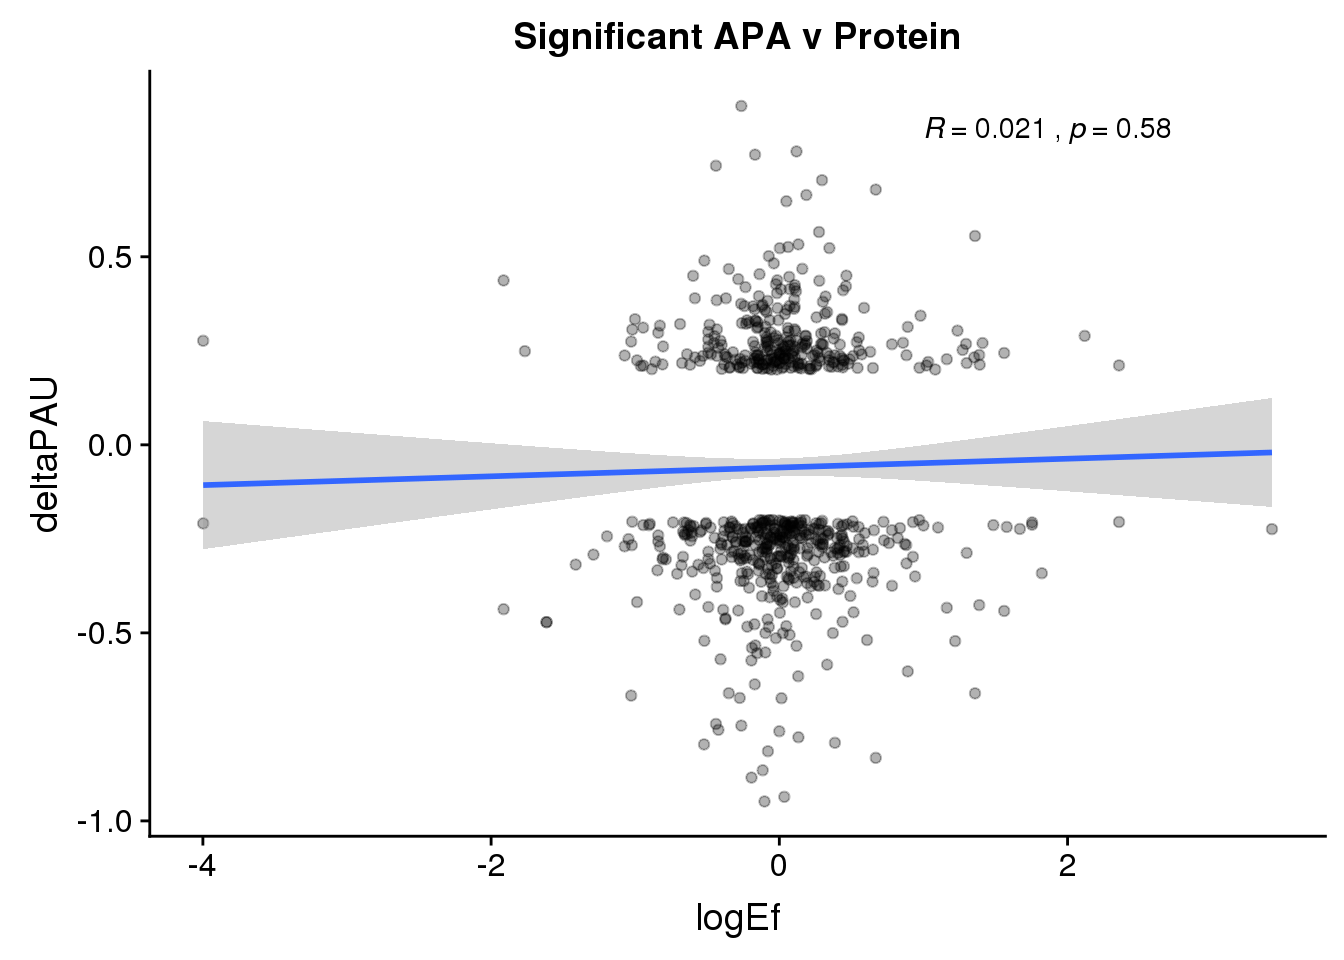 Significant APA v Protein
R = 0.021 , p = 0.58
deltaPAU
0.5
0.0
-0.5
-1.0
-4
-2
0
2
logEf